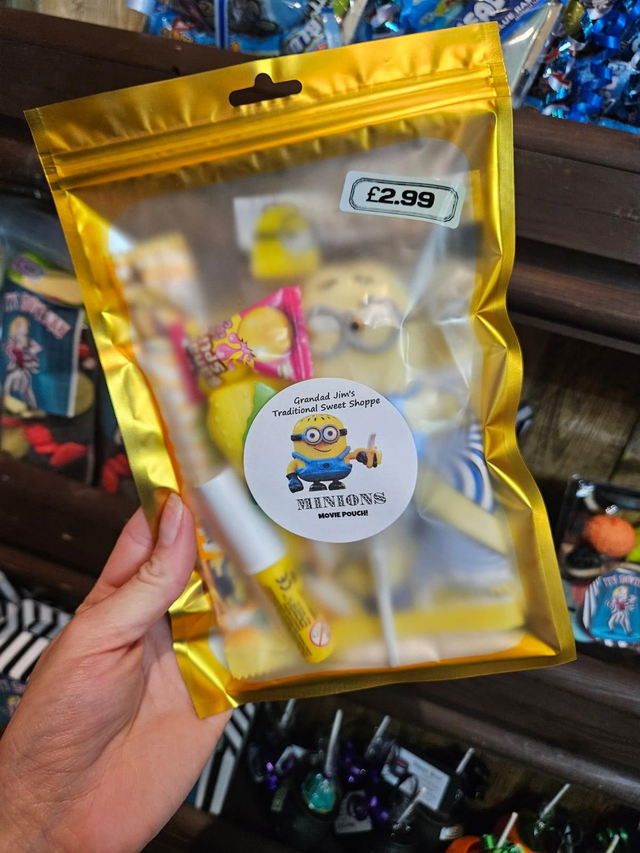 £2.99
Grandad Jim's
Traditional Sweet Shoppe
MINIONS
MOVIE POUCH!